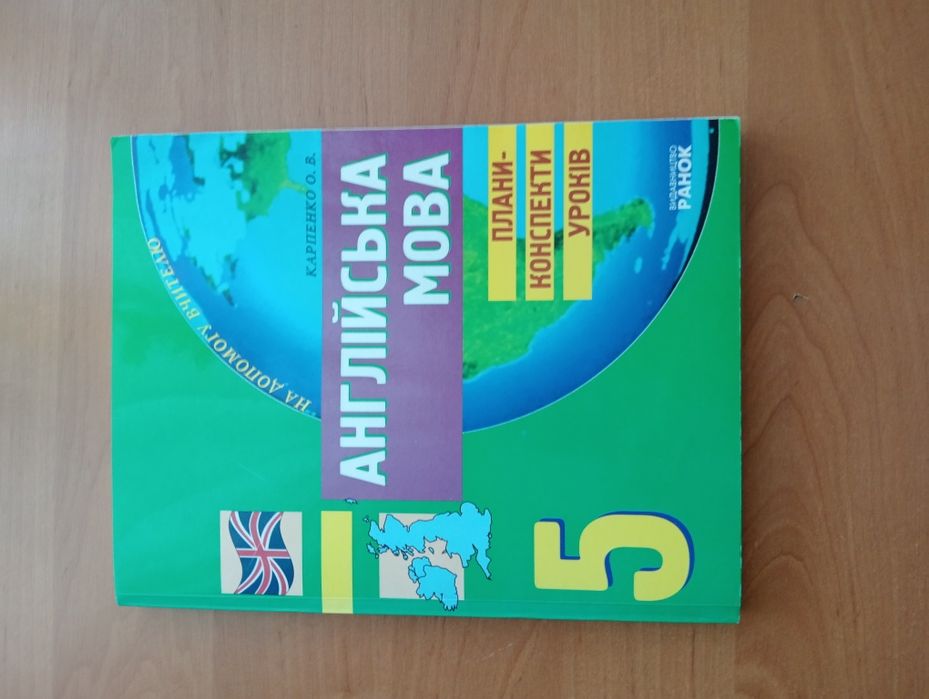 НА ДОПОМОГУ ВЧИТЕЛЮ
КАРПЕНКО О. В.
АНГЛІЙСЬКА
МОВА
ПЛАНИ-
КОНСПЕКТИ
УРОКІВ
5
ВИДАВНИЦТВО
РАНОК